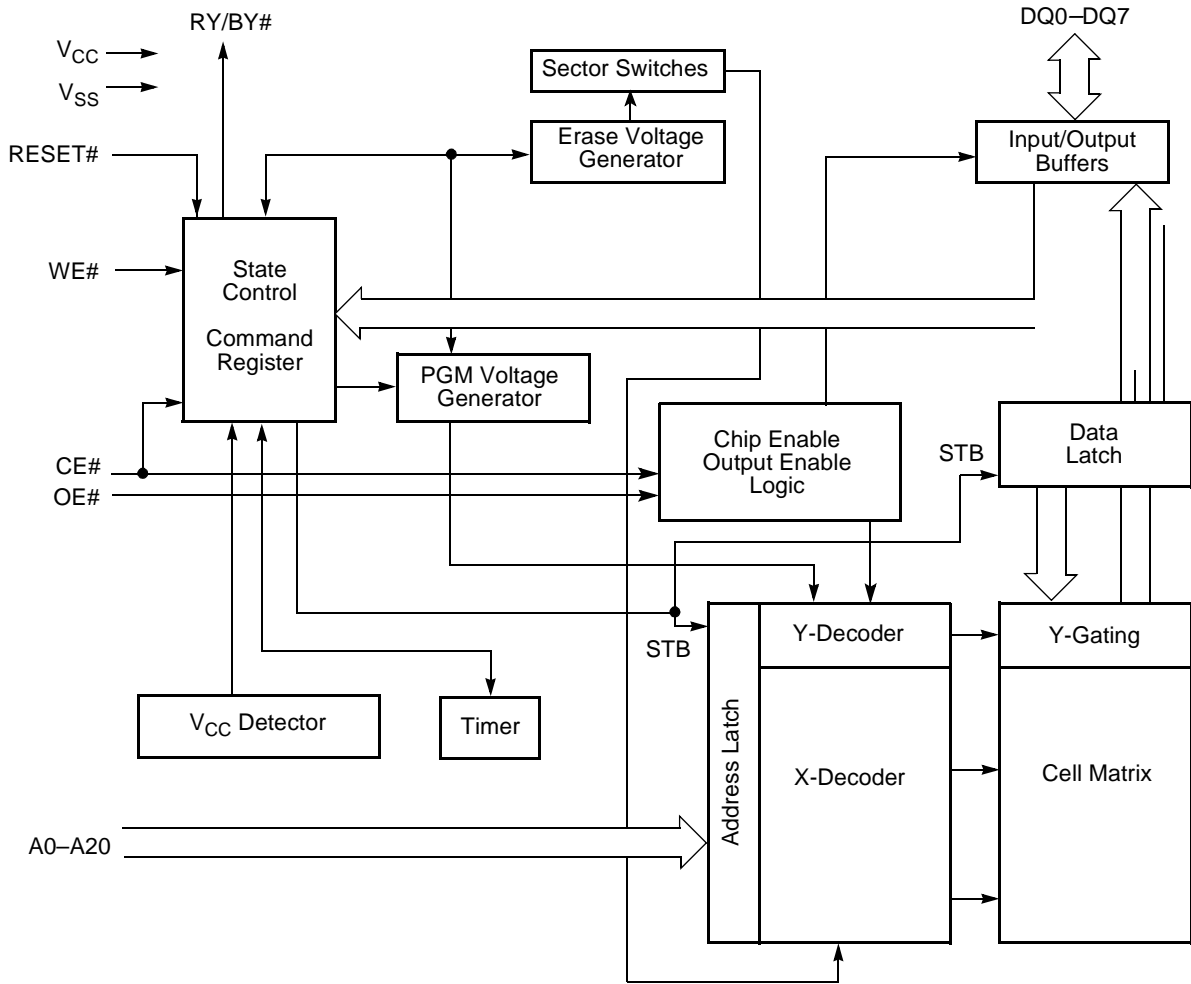 RY/BY#
DQ0–DQ7
VCC
VSS
Sector Switches
RESET#
Erase Voltage
Generator
Input/Output
Buffers
WE#
State
Control
Command
Register
PGM Voltage
Generator
Chip Enable
Output Enable
Logic
Data
Latch
STB
CE#
OE#
STB
Y-Decoder
Y-Gating
VCC Detector
Timer
Address Latch
X-Decoder
Cell Matrix
A0–A20